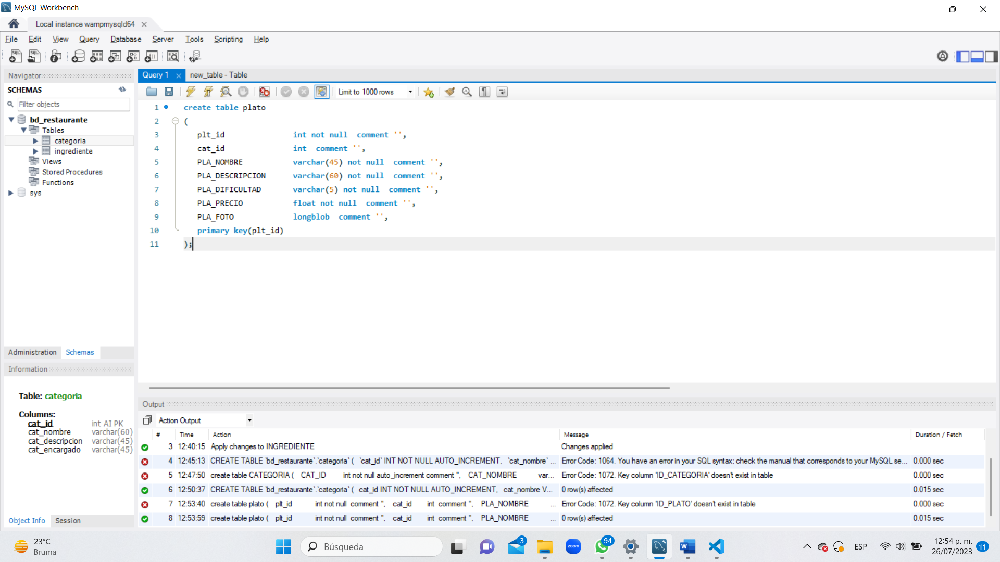 MySQL Workbench
Local instance wampmysqld64
File Edit View Query Database Server Tools Scripting Help
Navigator
SCHEMAS
Filter objects
bd_restaurante
Tables
categoria
ingrediente
Views
Stored Procedures
Functions
sys
Administration Schemas
Information
Table: categoria
Columns:
cat_id int AI PK
cat_nombre varchar(60)
cat_descripcion varchar(45)
cat_encargado varchar(45)
Object Info Session
Query 1 new_table - Table
Limit to 1000 rows
1 create table plato
2 (
3 plt_id int not null comment '',
4 cat_id int comment '',
5 PLA_NOMBRE varchar(45) not null comment '',
6 PLA_DESCRIPCION varchar(60) not null comment '',
7 PLA_DIFICULTAD varchar(5) not null comment '',
8 PLA_PRECIO float not null comment '',
9 PLA_FOTO longblob comment '',
10 primary key(plt_id)
11 );
Output
Action Output
# Time Action Message Duration / Fetch
3 12:40:15 Apply changes to INGREDIENTE Changes applied
4 12:45:13 CREATE TABLE `bd_restaurante`.`categoria` ( `cat_id` INT NOT NULL AUTO_INCREMENT, `cat_nombre` ... Error Code: 1064. You have an error in your SQL syntax; check the manual that corresponds to your MySQL se... 0.000 sec
5 12:47:50 create table CATEGORIA ( CAT_ID int not null auto_increment comment '', CAT_NOMBRE var... Error Code: 1072. Key column 'ID_CATEGORIA' doesn't exist in table 0.000 sec
6 12:50:37 CREATE TABLE `bd_restaurante`.`categoria` ( cat_id INT NOT NULL AUTO_INCREMENT, cat_nombre V... 0 row(s) affected 0.015 sec
7 12:53:40 create table plato ( plt_id int not null comment '', cat_id int comment '', PLA_NOMBRE ... Error Code: 1072. Key column 'ID_PLATO' doesn't exist in table 0.000 sec
8 12:53:59 create table plato ( plt_id int not null comment '', cat_id int comment '', PLA_NOMBRE ... 0 row(s) affected 0.015 sec
23°C
Bruma
Búsqueda
3
zoom
94
W
ESP
12:54 p. m.
26/07/2023
11